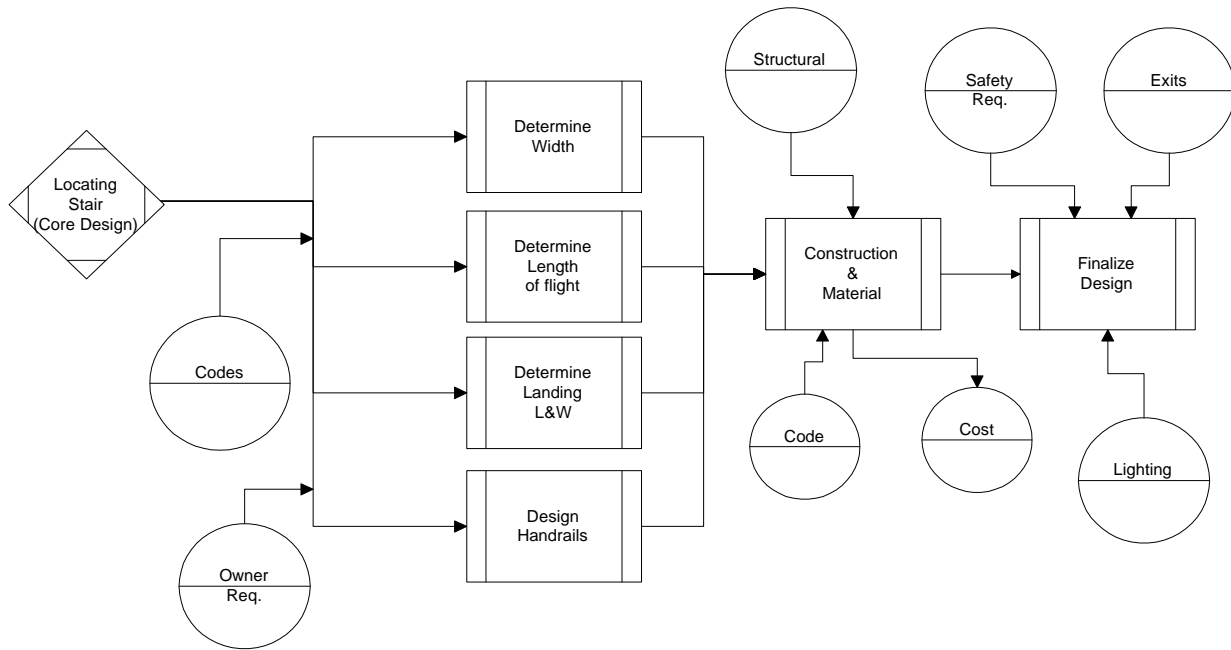 Locating
Stair
(Core Design)
Codes
Owner
Req.
Determine
Width
Determine
Length
of flight
Determine
Landing
L&W
Design
Handrails
Structural
Construction
&
Material
Code
Cost
Safety
Req.
Exits
Finalize
Design
Lighting